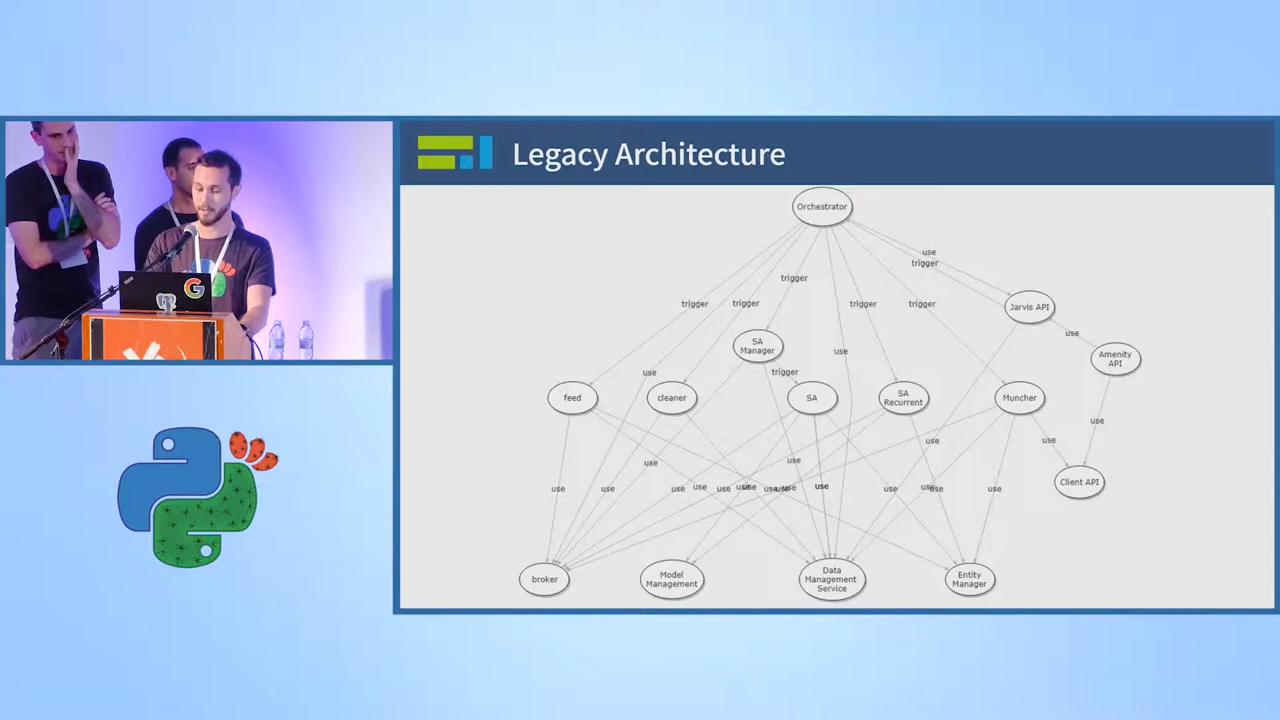 Legacy Architecture
Orchestrator
use
trigger
trigger
trigger
trigger
trigger
trigger
Jarvis API
use
SA
Manager
use
Amenity
API
use
trigger
feed
cleaner
SA
SA
Recurrent
Muncher
use
use
use
use
use
Client API
use
use
use
use
use
use
use
use
use
use
use
use
use
use
broker
Model
Management
Data
Management
Service
Entity
Manager
G